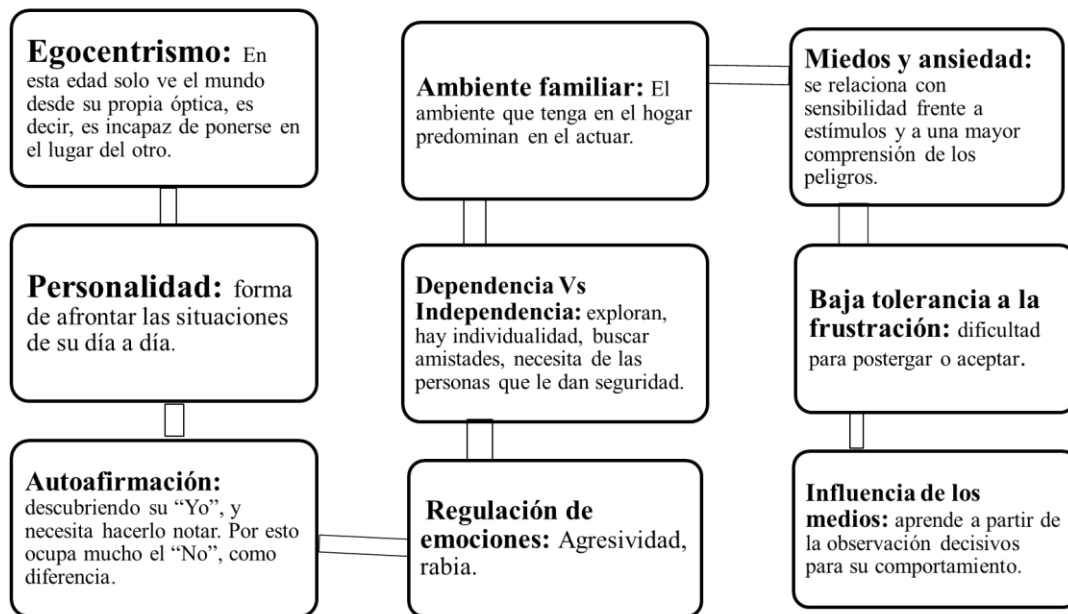 Egocentrismo: En
esta edad solo ve el mundo
desde su propia óptica, es
decir, es incapaz de ponerse en
el lugar del otro.
Personalidad: forma
de afrontar las situaciones
de su día a día.
Autoafirmación:
descubriendo su “Yo”, y
necesita hacerlo notar. Por esto
ocupa mucho el “No”, como
diferencia.
Regulación de
emociones: Agresividad,
rabia.
Dependencia Vs
Independencia: exploran,
hay individualidad, buscar
amistades, necesita de las
personas que le dan seguridad.
Ambiente familiar: El
ambiente que tenga en el hogar
predominan en el actuar.
Miedos y ansiedad:
se relaciona con
sensibilidad frente a
estímulos y a una mayor
comprensión de los
peligros.
Baja tolerancia a la
frustración: dificultad
para postergar o aceptar.
Influencia de los
medios: aprende a partir de
la observación decisivos
para su comportamiento.